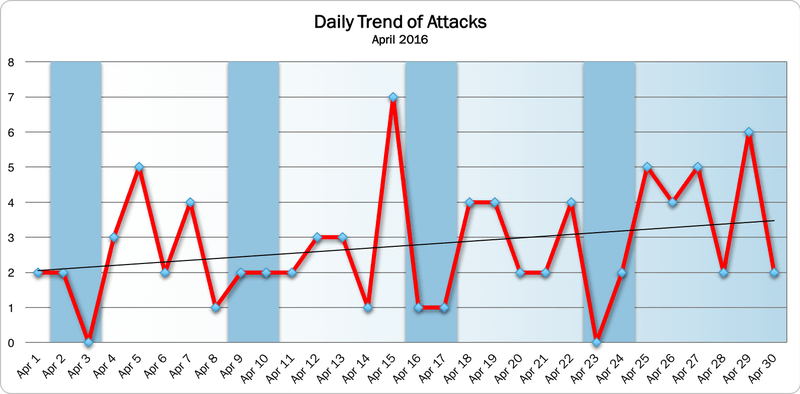 Daily Trend of Attacks
April 2016
8
7
6
5
4
3
2
1
0
Apr 1
Apr 2
Apr 3
Apr 4
Apr 5
Apr 6
Apr 7
Apr 8
Apr 9
Apr 10
Apr 11
Apr 12
Apr 13
Apr 14
Apr 15
Apr 16
Apr 17
Apr 18
Apr 19
Apr 20
Apr 21
Apr 22
Apr 23
Apr 24
Apr 25
Apr 26
Apr 27
Apr 28
Apr 29
Apr 30